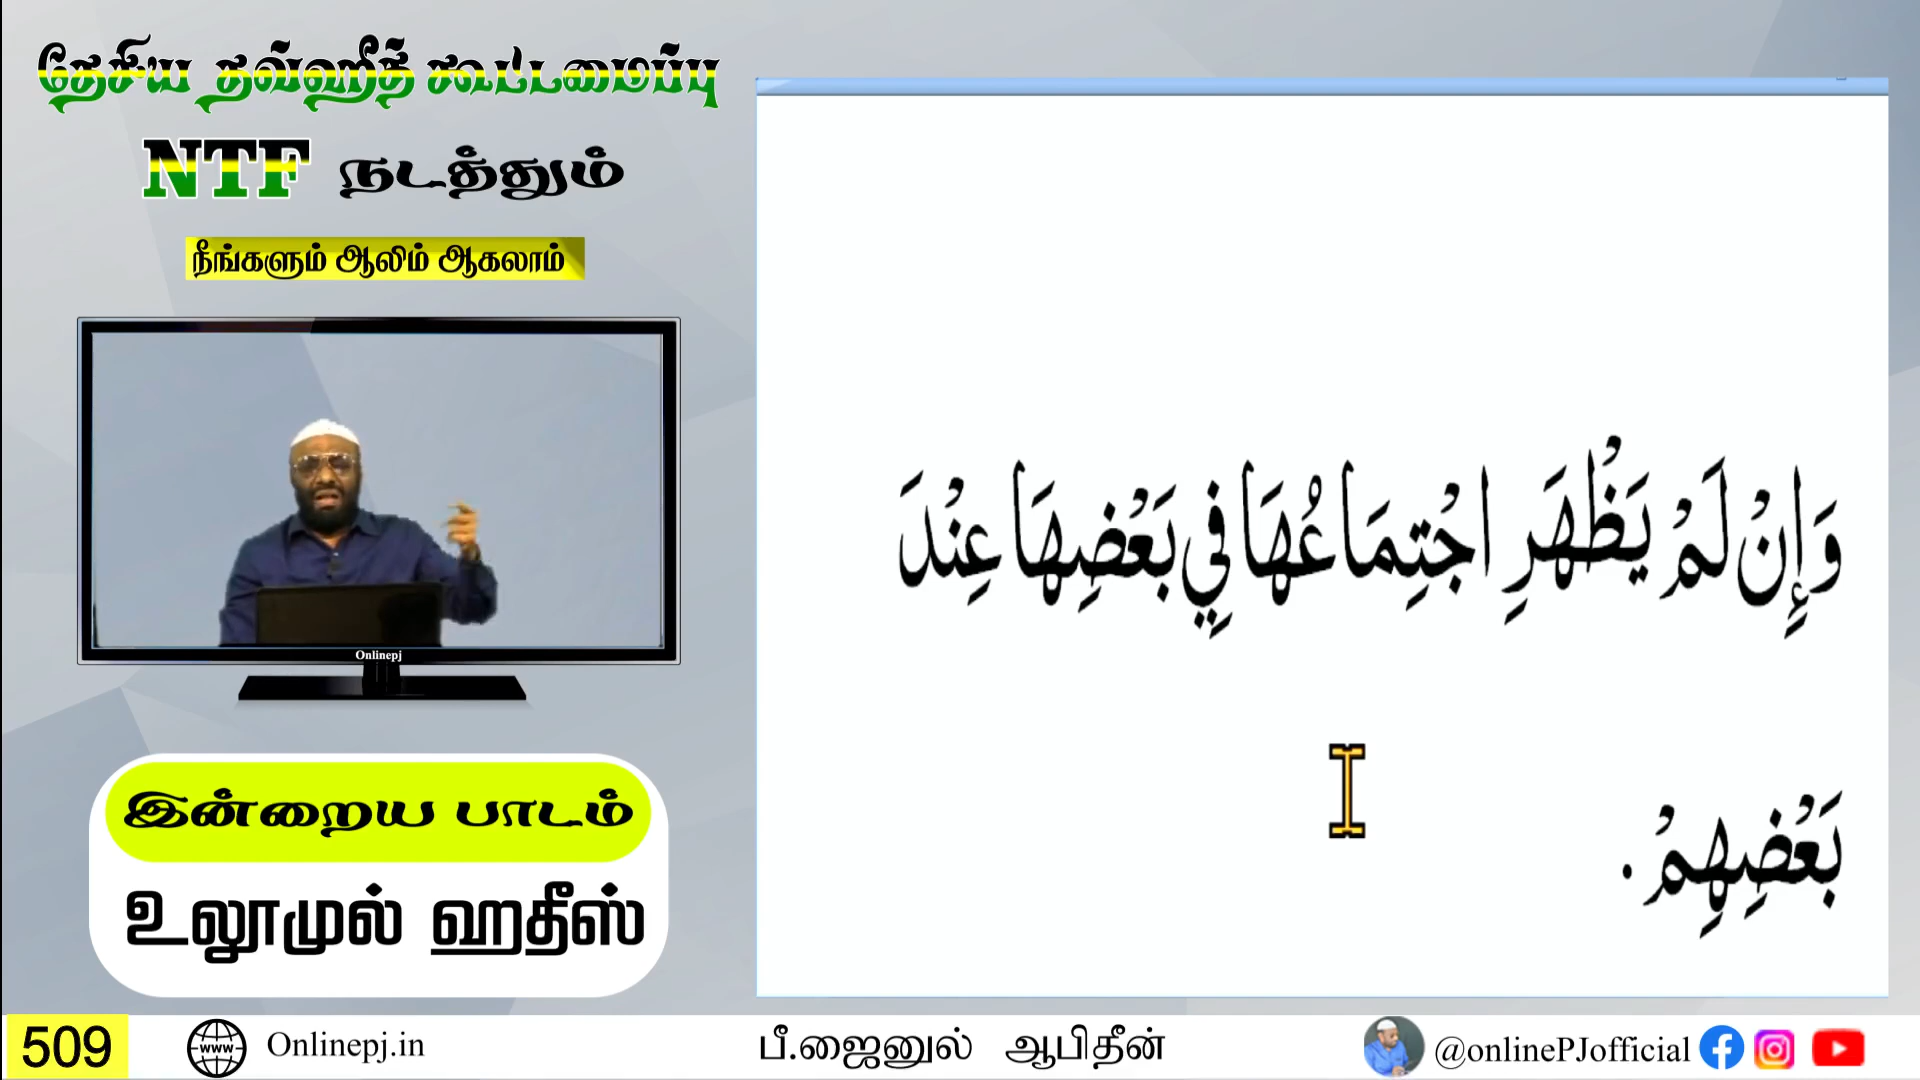 தேசிய தவ்ஹீத் கூட்டமைப்பு
NTF நடத்தும்
நீங்களும் ஆலிம் ஆகலாம்
Onlinepj
இன்றைய பாடம்
உலூமுல் ஹதீஸ்
وَإِنْ لَمْ يَظْهَرِ اجْتِمَاعُهَا فِي بَعْضِهَا عِنْدَ
بَعْضِهِمْ .
509
www
Onlinepj.in
பீ.ஜைனுல் ஆபிதீன்
@onlinePJofficial